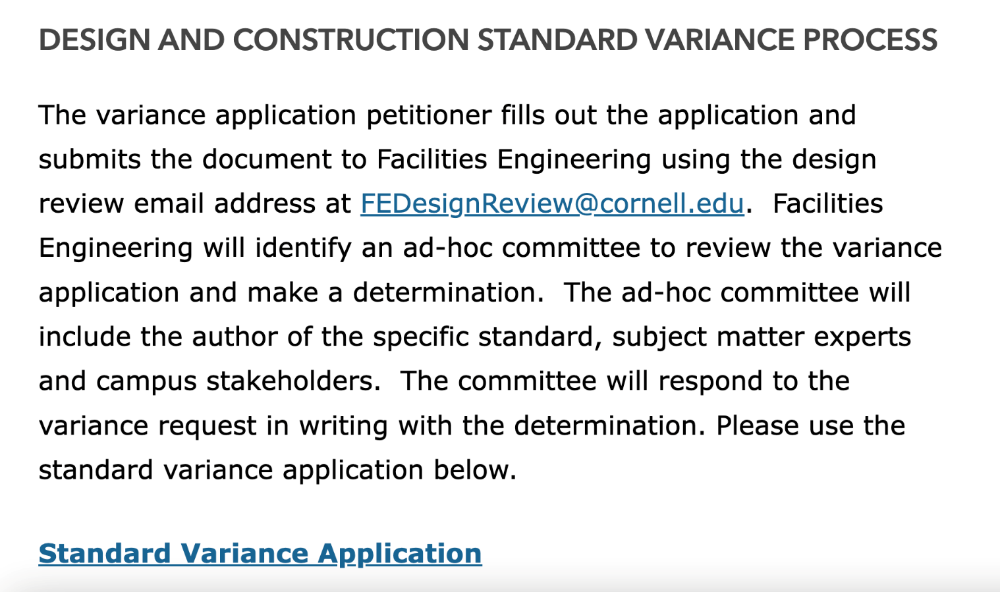 DESIGN AND CONSTRUCTION STANDARD VARIANCE PROCESS
The variance application petitioner fills out the application and
submits the document to Facilities Engineering using the design
review email address at FEDesignReview@cornell.edu.  Facilities
Engineering will identify an ad-hoc committee to review the variance
application and make a determination.  The ad-hoc committee will
include the author of the specific standard, subject matter experts
and campus stakeholders.  The committee will respond to the
variance request in writing with the determination. Please use the
standard variance application below.
Standard Variance Application